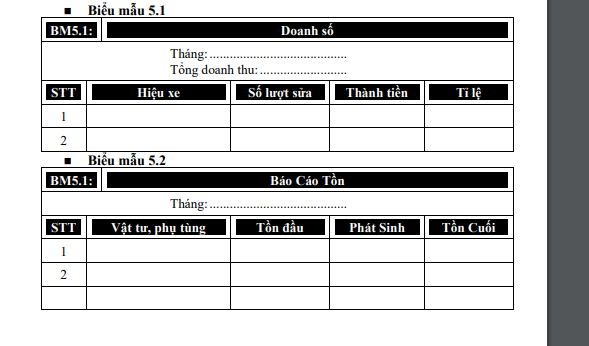 ▪ Biểu mẫu 5.1
BM5.1: Doanh số
Tháng:..........................................
Tổng doanh thu:..........................
STT Hiệu xe Số lượt sửa Thành tiền Tỉ lệ
1
2
▪ Biểu mẫu 5.2
BM5.1: Báo Cáo Tồn
Tháng:..........................................
STT Vật tư, phụ tùng Tồn đầu Phát Sinh Tồn Cuối
1
2